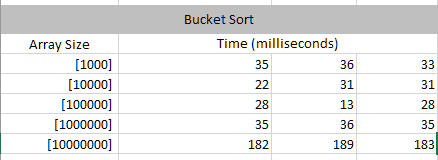 Bucket Sort
Array Size Time (milliseconds)
[1000] 35 36 33
[10000] 22 31 31
[100000] 28 13 28
[1000000] 35 36 35
[10000000] 182 189 183